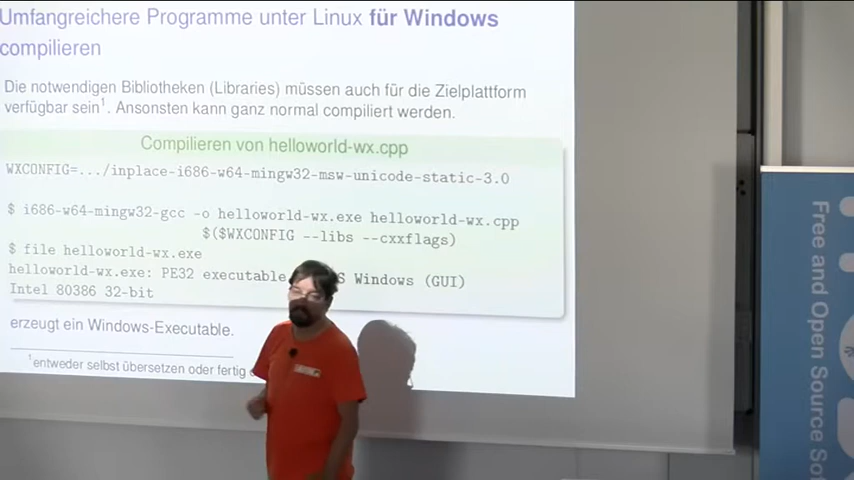 Umfangreichere Programme unter Linux für Windows
compilieren
Die notwendigen Bibliotheken (Libraries) müssen auch für die Zielplattform
verfügbar sein¹. Ansonsten kann ganz normal compiliert werden.
Compilieren von helloworld-wx.cpp
WXCONFIG=.../inplace-i686-w64-mingw32-msw-unicode-static-3.0
$ i686-w64-mingw32-gcc -o helloworld-wx.exe helloworld-wx.cpp
$($WXCONFIG --libs --cxxflags)
$ file helloworld-wx.exe
helloworld-wx.exe: PE32 executable S Windows (GUI)
Intel 80386 32-bit
erzeugt ein Windows-Executable.
¹entweder selbst übersetzen oder fertig
Free and Open Source Sof